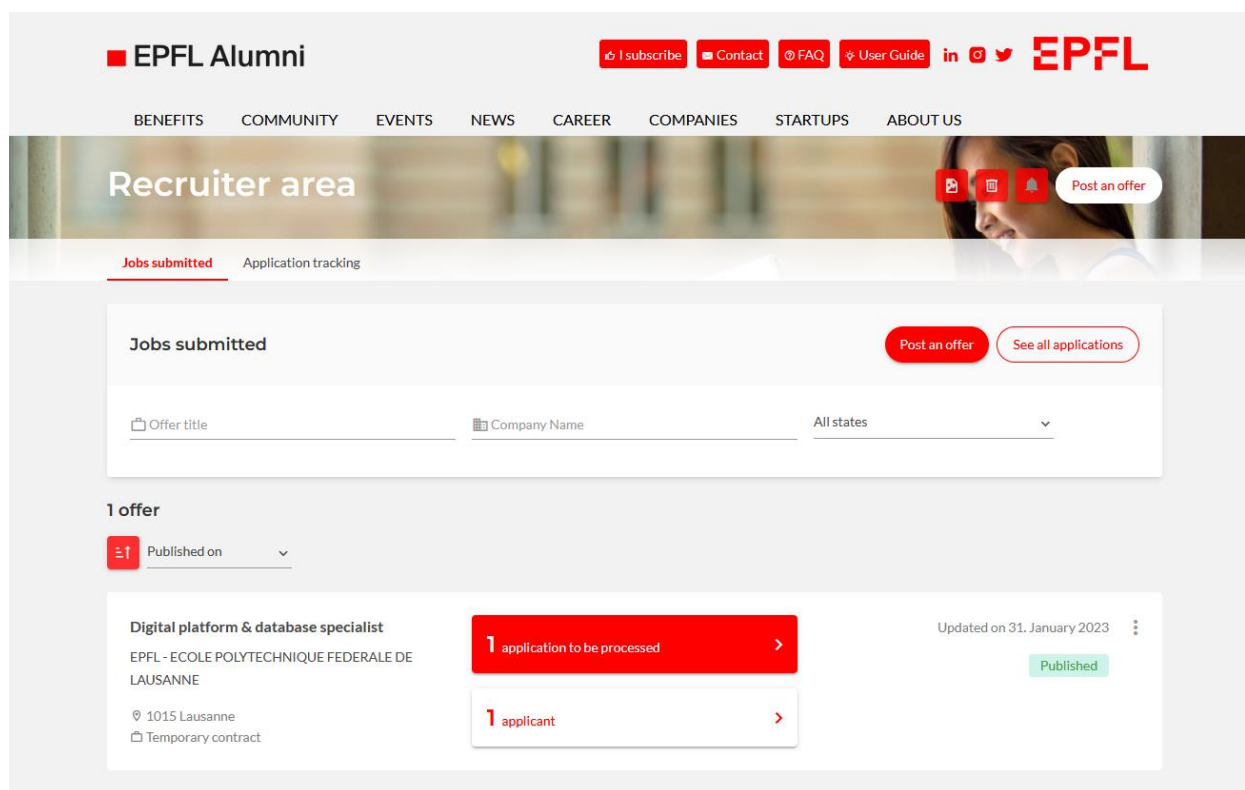 EPFL Alumni
I subscribe
Contact
FAQ
User Guide
in
EPFL
BENEFITS COMMUNITY EVENTS NEWS CAREER COMPANIES STARTUPS ABOUT US
Recruiter area
Post an offer
Jobs submitted Application tracking
Jobs submitted
Post an offer
See all applications
Offer title
Company Name
All states
1 offer
Published on
Digital platform & database specialist
EPFL - ECOLE POLYTECHNIQUE FEDERALE DE
LAUSANNE
1015 Lausanne
Temporary contract
1 application to be processed
1 applicant
Updated on 31. January 2023
Published